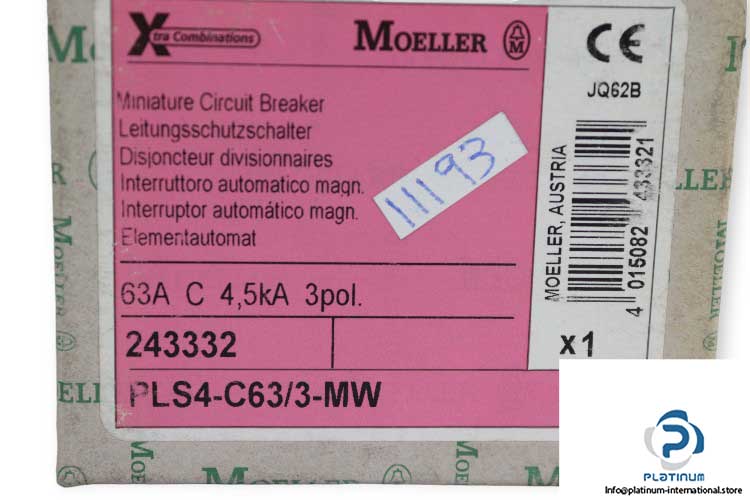 Xtra Combinations
MOELLER
CE
JQ62B
Miniature Circuit Breaker
Leitungsschutzschalter
Disjoncteur divisionnaires
Interruttoro automatico magn.
Interruptor automático magn.
Elementautomat
11193
MOELLER, AUSTRIA
4 015082 433321
63A C 4,5kA 3pol.
243332
x1
PLS4-C63/3-MW
MOELLER
MOELLER
PLATINUM
Info@platinum-international.store